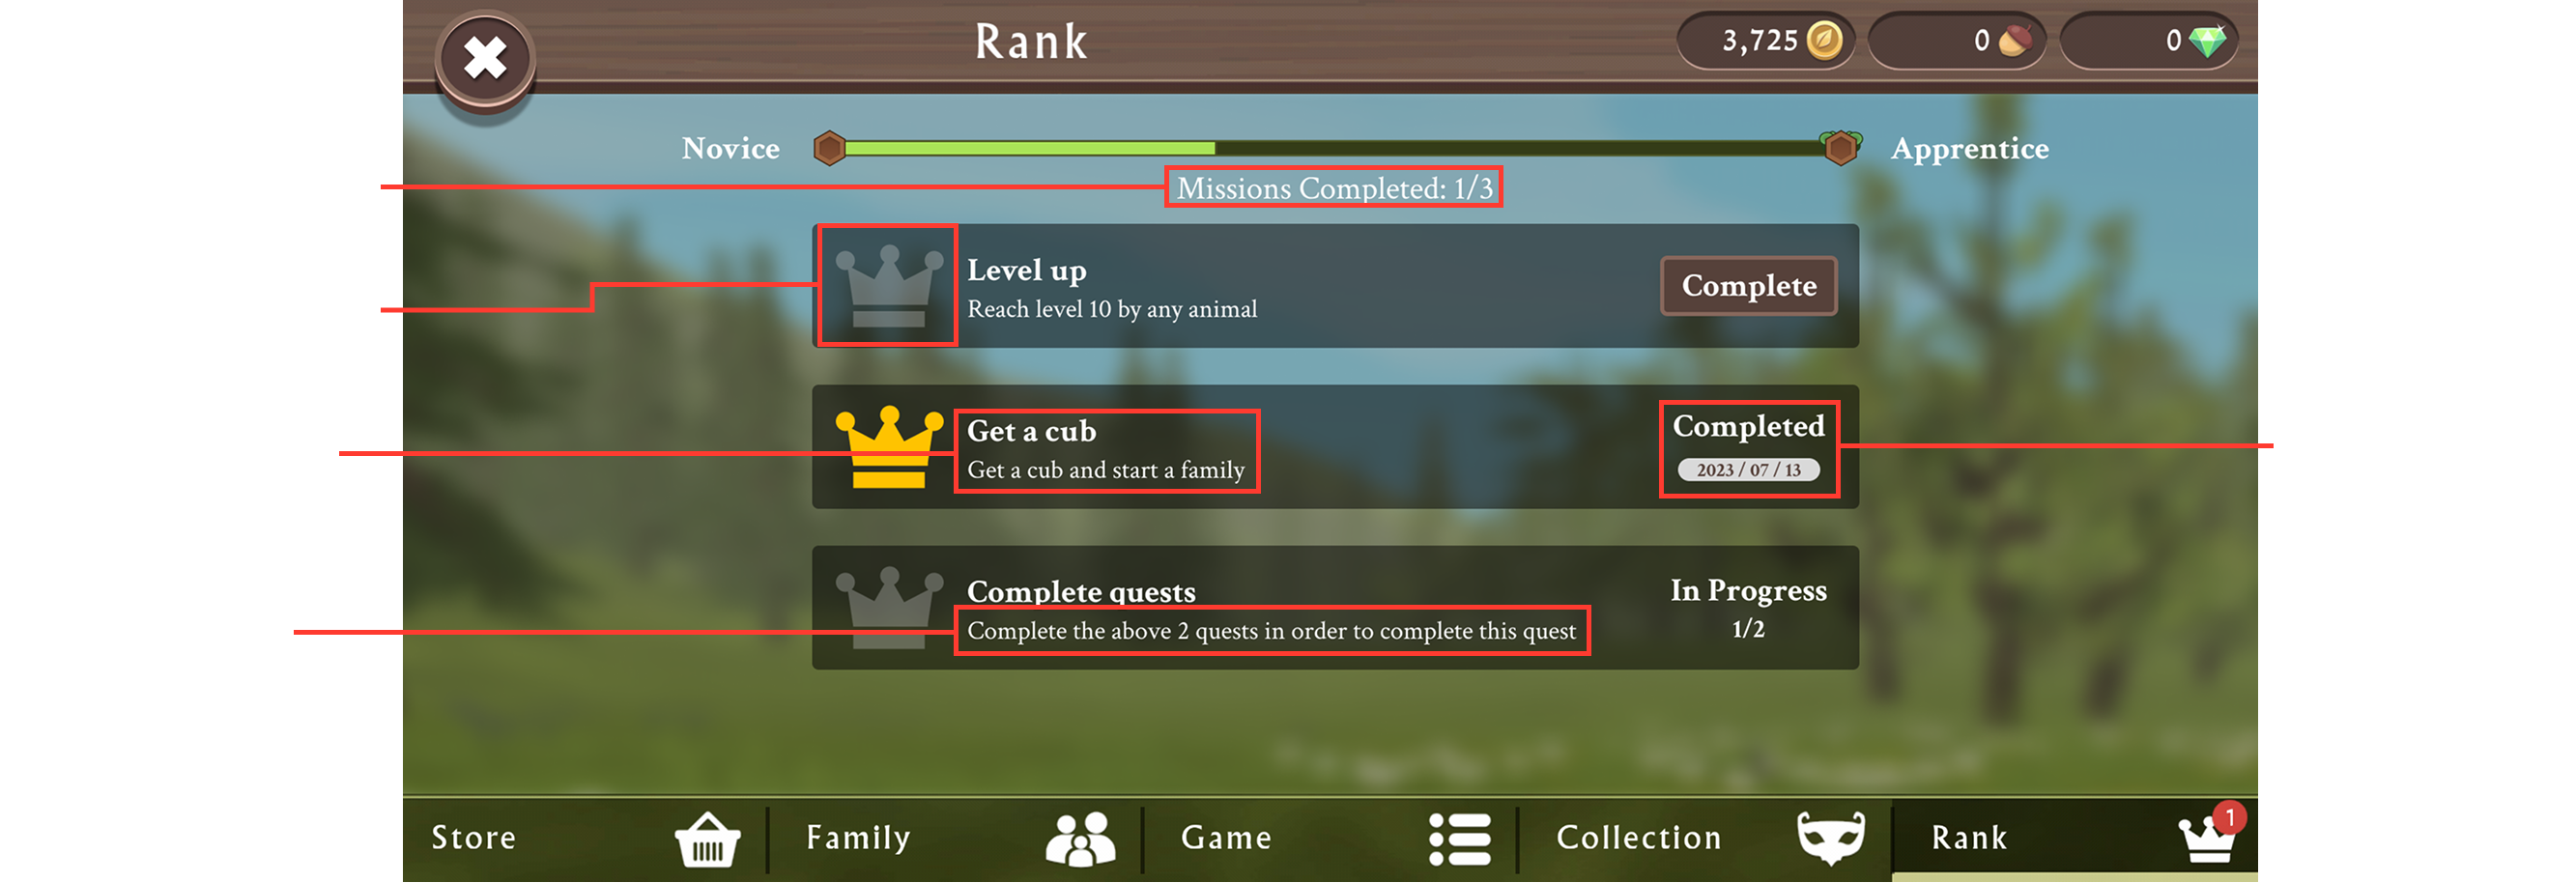 Rank
3,725
0
0
Novice
Apprentice
Missions Completed: 1/3
Level up
Reach level 10 by any animal
Complete
Get a cub
Get a cub and start a family
Completed
2023 / 07 / 13
Complete quests
Complete the above 2 quests in order to complete this quest
In Progress
1/2
Store
Family
Game
Collection
Rank
1